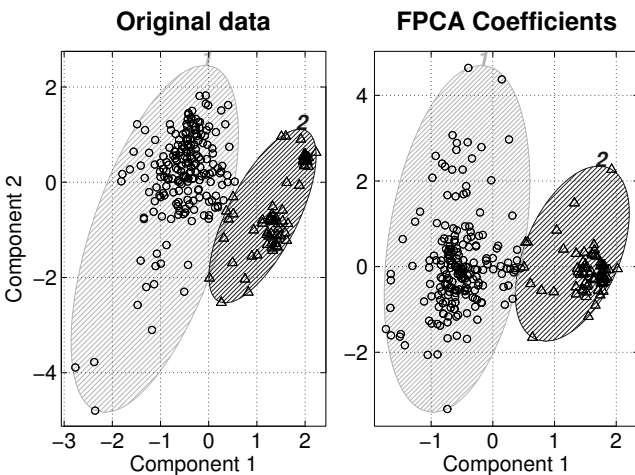 Original data
FPCA Coefficients
1
1
2
2
2
0
−2
−4
4
2
0
−2
Component 2
−3 −2 −1 0 1 2
−1 0 1 2
Component 1
Component 1